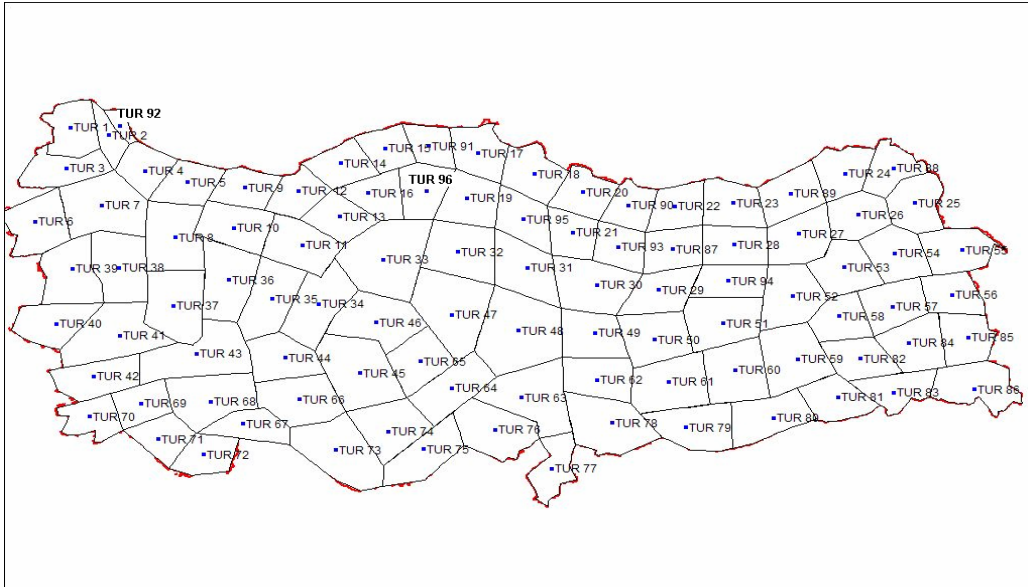 TUR 92
TUR 1
TUR 2
TUR 15
TUR 91
TUR 17
TUR 14
TUR 3
TUR 4
TUR 5
TUR 9
TUR 12
TUR 16
TUR 96
TUR 18
TUR 24
TUR 88
TUR 19
TUR 20
TUR 90
TUR 22
TUR 23
TUR 89
TUR 25
TUR 7
TUR 6
TUR 13
TUR 95
TUR 26
TUR 8
TUR 10
TUR 11
TUR 21
TUR 93
TUR 87
TUR 28
TUR 27
TUR 39
TUR 38
TUR 33
TUR 32
TUR 31
TUR 53
TUR 54
TUR 55
TUR 36
TUR 30
TUR 29
TUR 94
TUR 37
TUR 35
TUR 34
TUR 52
TUR 57
TUR 56
TUR 40
TUR 41
TUR 46
TUR 47
TUR 48
TUR 49
TUR 50
TUR 51
TUR 58
TUR 43
TUR 44
TUR 65
TUR 59
TUR 82
TUR 84
TUR 85
TUR 42
TUR 45
TUR 62
TUR 61
TUR 60
TUR 70
TUR 69
TUR 68
TUR 66
TUR 64
TUR 63
TUR 81
TUR 83
TUR 86
TUR 71
TUR 67
TUR 74
TUR 76
TUR 78
TUR 79
TUR 80
TUR 72
TUR 73
TUR 75
TUR 77